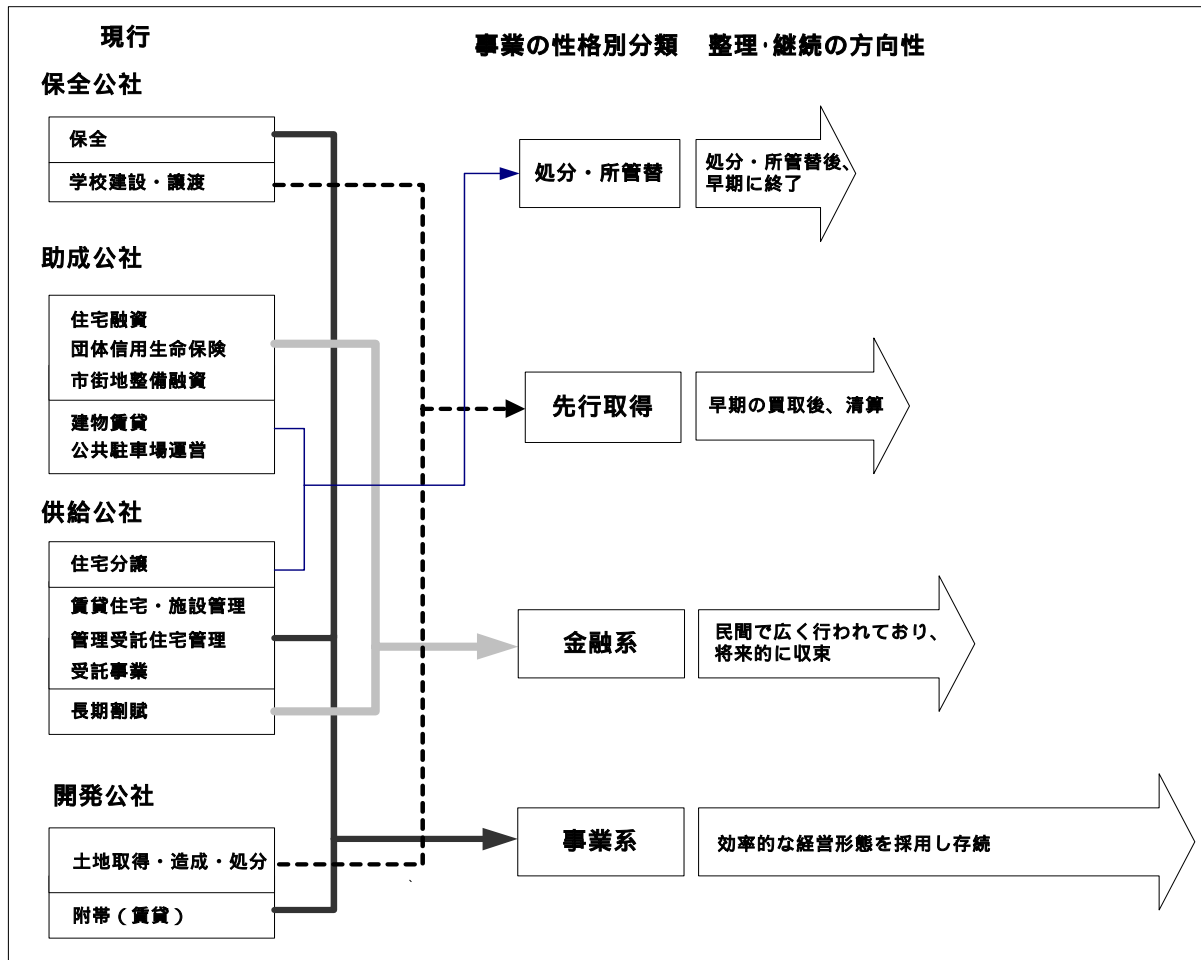 現行
事業の性格別分類　整理・継続の方向性
保全公社
保全
学校建設・譲渡
助成公社
住宅融資
団体信用生命保険
市街地整備融資
建物賃貸
公共駐車場運営
供給公社
住宅分譲
賃貸住宅・施設管理
管理受託住宅管理
受託事業
長期割賦
開発公社
土地取得・造成・処分
附帯（賃貸）
処分・所管替
処分・所管替後、
早期に終了
先行取得
早期の買取後、清算
金融系
民間で広く行われており、
将来的に収束
事業系
効率的な経営形態を採用し存続